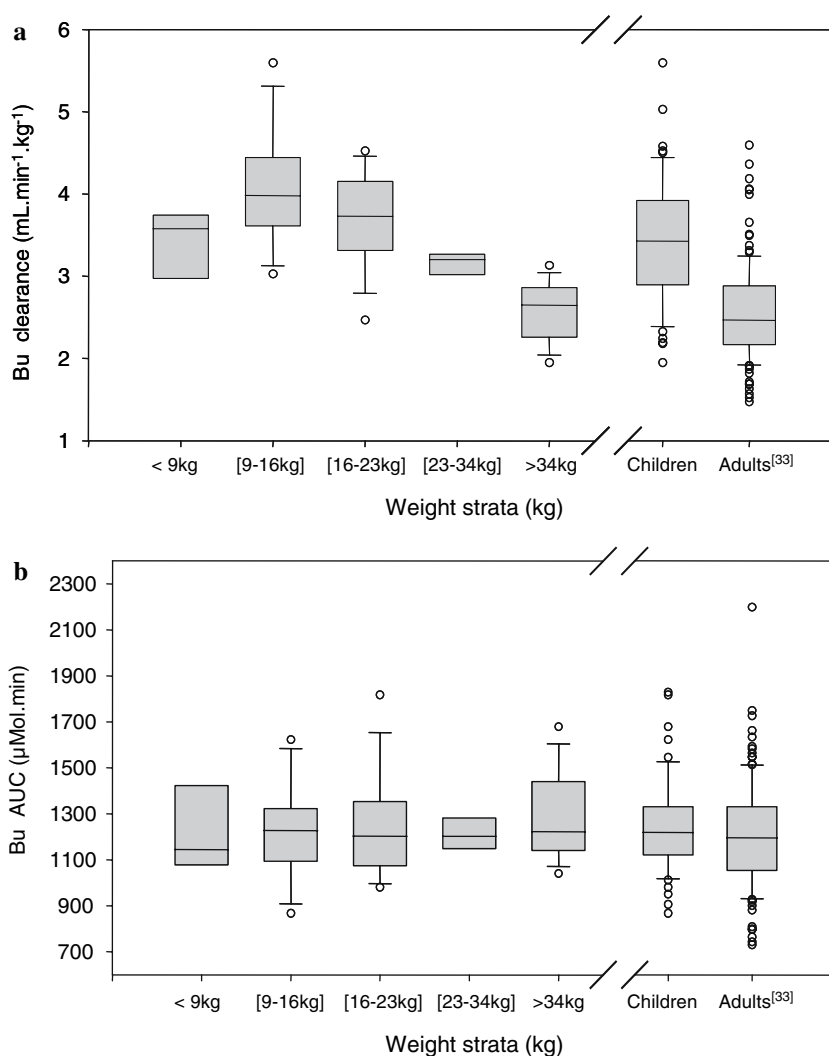 a
Bu clearance (mL.min⁻¹.kg⁻¹)
6
5
4
3
2
1
< 9kg [9-16kg] [16-23kg] [23-34kg] >34kg Children Adults[33]
Weight strata (kg)
b
Bu AUC (µMol.min)
2300
2100
1900
1700
1500
1300
1100
900
700
< 9kg [9-16kg] [16-23kg] [23-34kg] >34kg Children Adults[33]
Weight strata (kg)